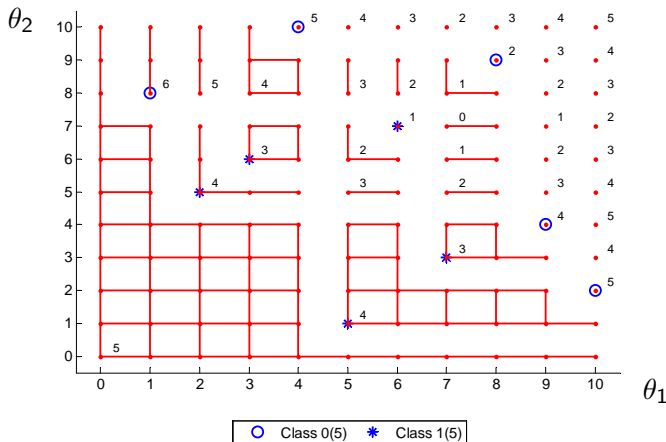 θ2
10 5 4 3 2 3 4 5
9 2 3 4
8 6 5 4 3 2 1 2 3
7 1 0 1 2
6 3 2 1 2 3
5 4 3 2 3 4
4 4 5
3 3 4
2 5
1 4
0 5
0 1 2 3 4 5 6 7 8 9 10
θ1
Class 0(5) Class 1(5)